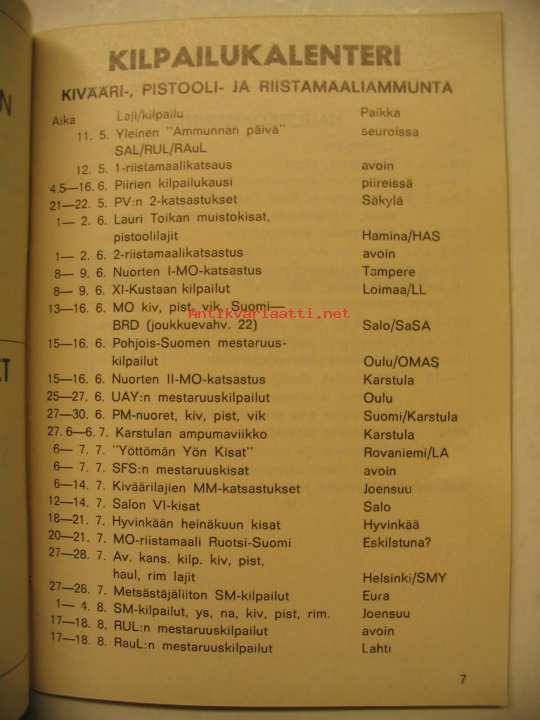 N
ET
KILPAILUKALENTERI
KIVÄÄRI-, PISTOOLI- JA RIISTAMAALIAMMUNTA
Aika Laji/kilpailu Paikka
11. 5. Yleinen "Ammunnan päivä" seuroissa
SAL/RUL/RAuL
12. 5. 1-riistamaalikatsaus avoin
4.5—16. 6. Piirien kilpailukausi piireissä
21—22. 5. PV:n 2-katsastukset Säkylä
1— 2. 6. Lauri Toikan muistokisat,
pistoolilajit Hamina/HAS
1— 2. 6. 2-riistamaalikatsastus avoin
8— 9. 6. Nuorten I-MO-katsastus Tampere
8— 9. 6. XI-Kustaan kilpailut Loimaa/LL
13—16. 6. MO kiv, pist, vik, Suomi—
Antikvariaatti.net
BRD (joukkuevahv. 22) Salo/SaSA
15—16. 6. Pohjois-Suomen mestaruus-
kilpailut Oulu/OMAS
15—16. 6. Nuorten II-MO-katsastus Karstula
25—27. 6. UAY:n mestaruuskilpailut Oulu
27—30. 6. PM-nuoret, kiv, pist, vik Suomi/Karstula
27.6—6.7. Karstulan ampumaviikko Karstula
6— 7. 7. "Yöttömän Yön Kisat" Rovaniemi/LA
6— 7. 7. SFS:n mestaruuskisat avoin
6—14. 7. Kiväärilajien MM-katsastukset Joensuu
12—14. 7. Salon VI-kisat Salo
18—21. 7. Hyvinkään heinäkuun kisat Hyvinkää
20—21. 7. MO-riistamaali Ruotsi-Suomi Eskilstuna?
27—28. 7. Av. kans. kilp. kiv, pist,
haul, rim lajit Helsinki/SMY
27—28. 7. Metsästäjäliiton SM-kilpailut Eura
1— 4. 8. SM-kilpailut, ys, na, kiv, pist, rim. Joensuu
17—18. 8. RUL:n mestaruuskilpailut avoin
17—18. 8. RauL:n mestaruuskilpailut Lahti
7